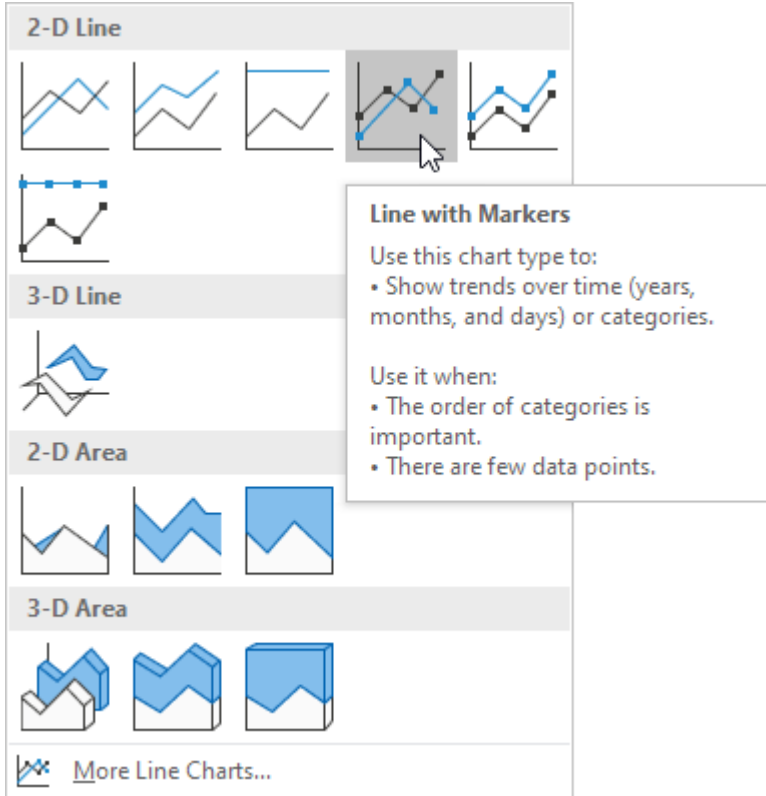 2-D Line
Line with Markers
Use this chart type to:
• Show trends over time (years,
months, and days) or categories.
Use it when:
• The order of categories is
important.
• There are few data points.
3-D Line
2-D Area
3-D Area
More Line Charts...